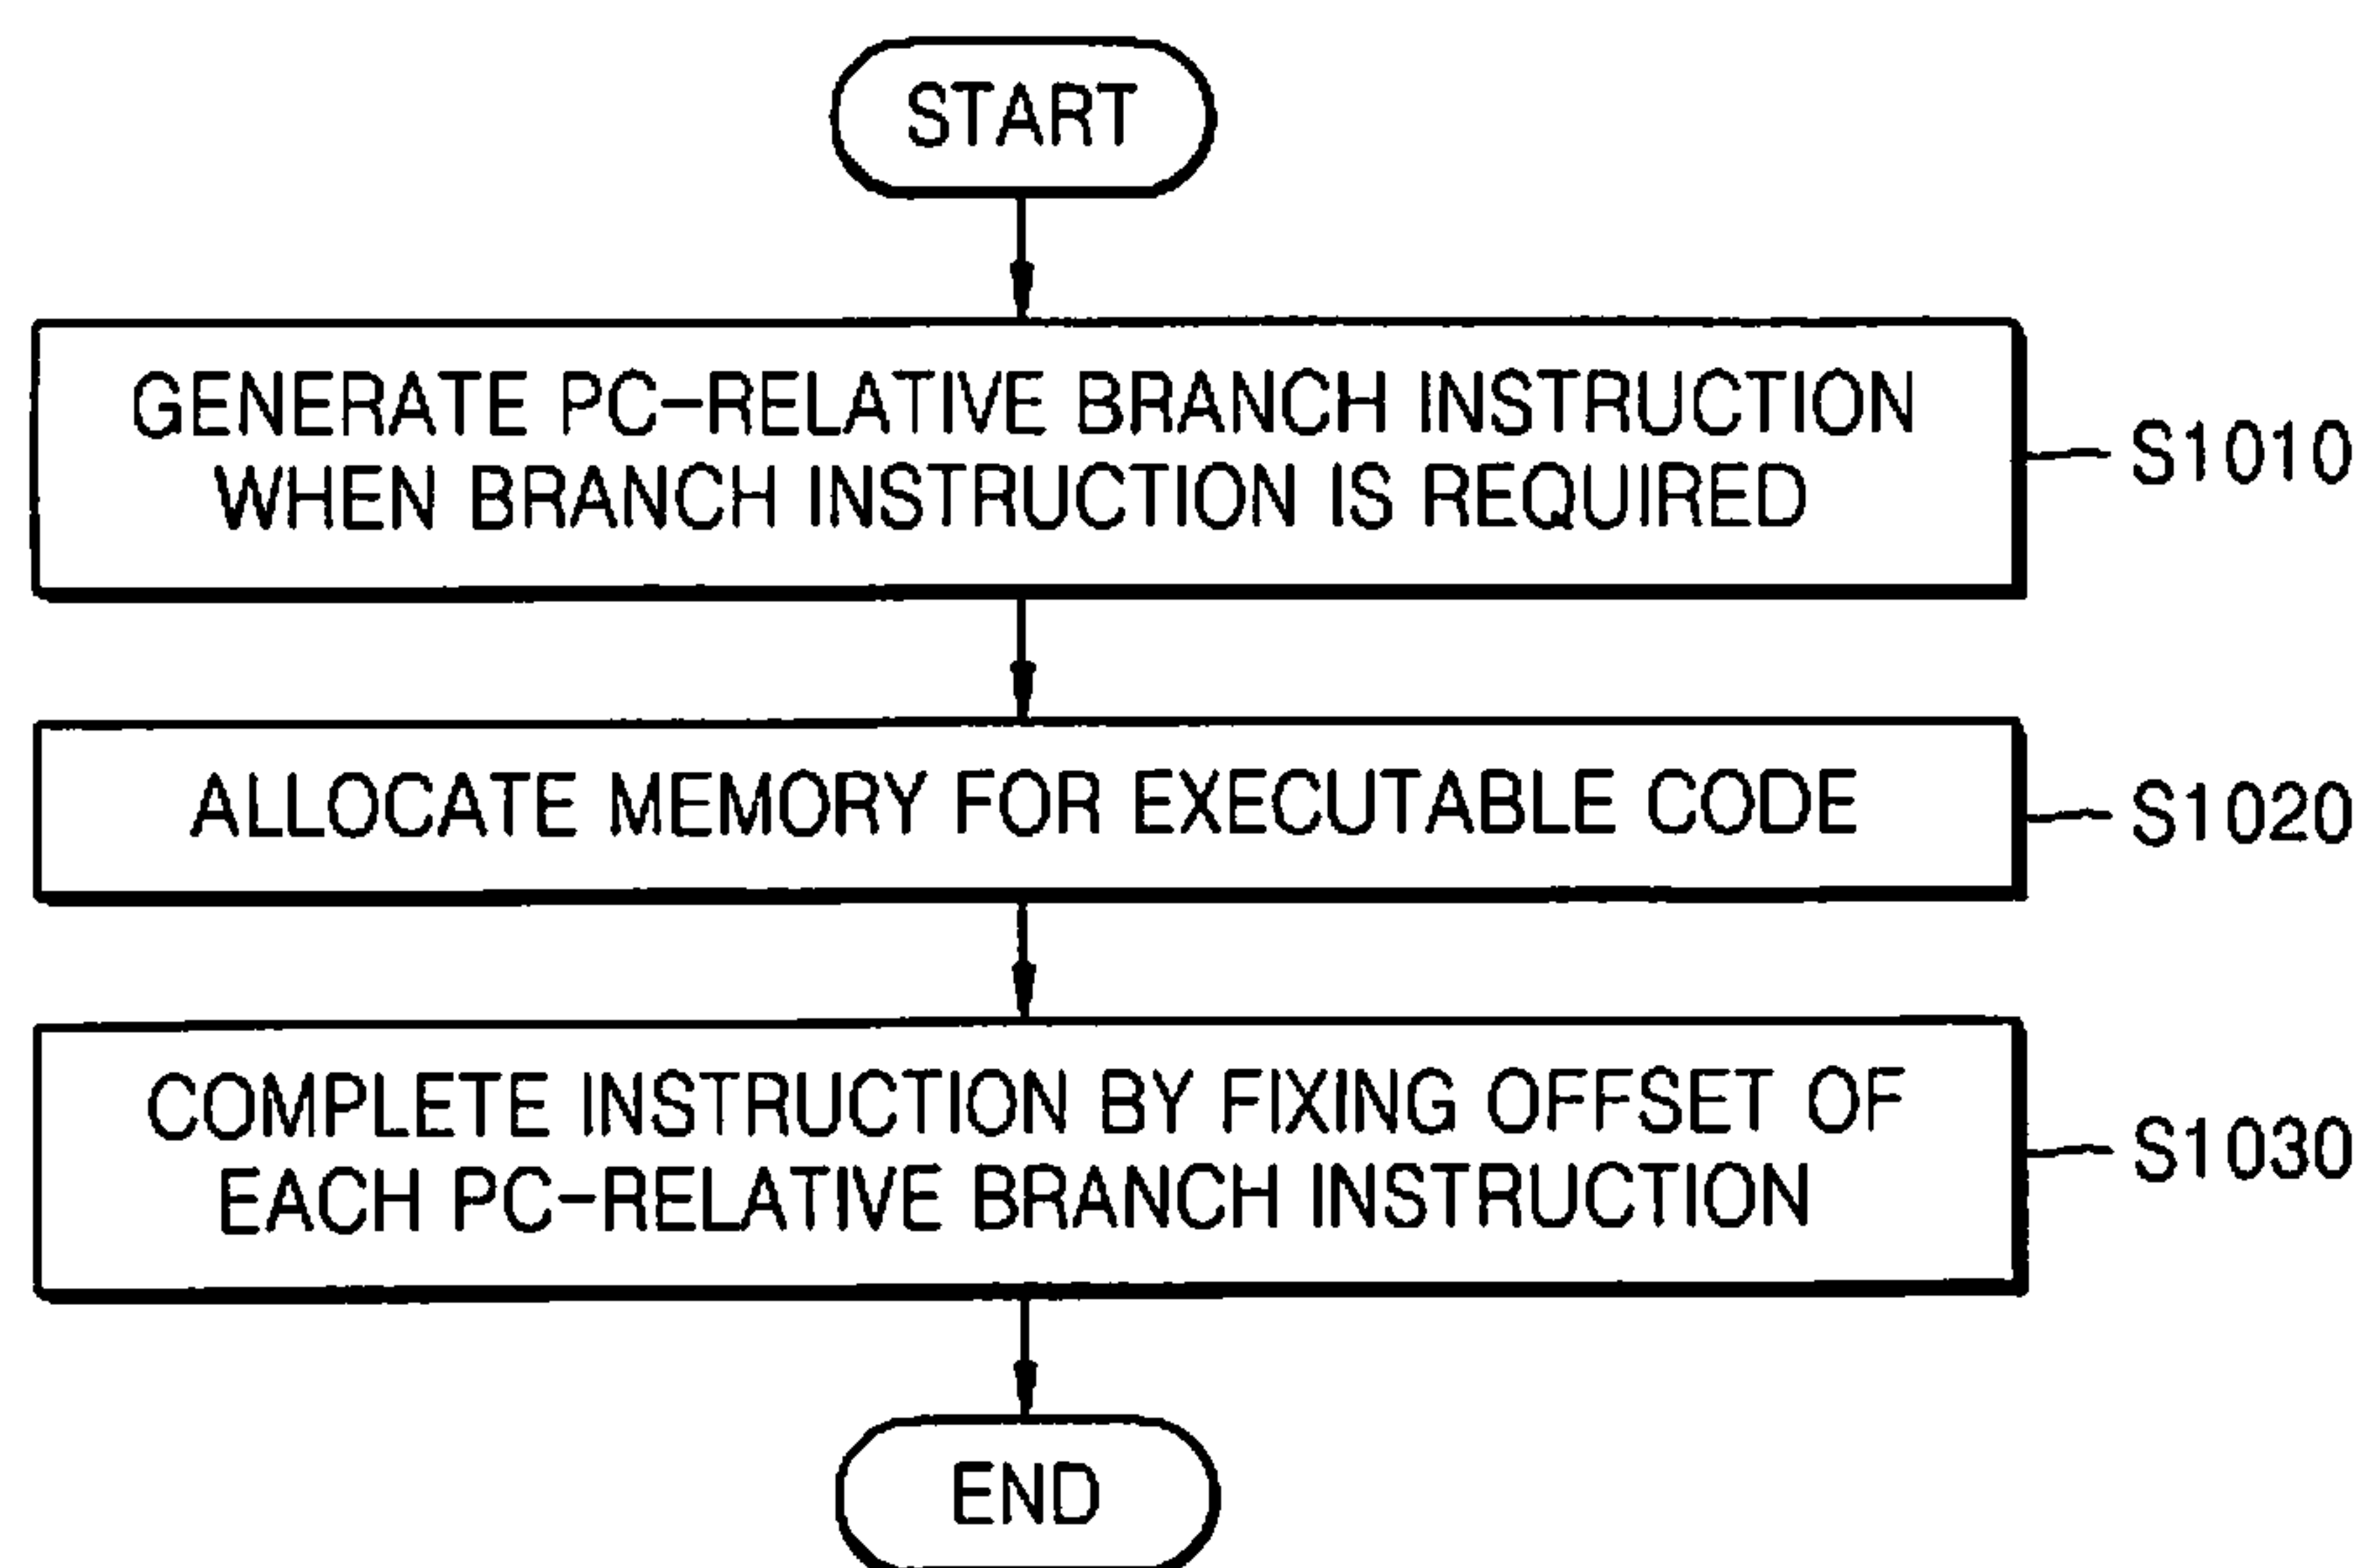 START
GENERATE PC-RELATIVE BRANCH INSTRUCTION
WHEN BRANCH INSTRUCTION IS REQUIRED
S1010
ALLOCATE MEMORY FOR EXECUTABLE CODE
S1020
COMPLETE INSTRUCTION BY FIXING OFFSET OF
EACH PC-RELATIVE BRANCH INSTRUCTION
S1030
END